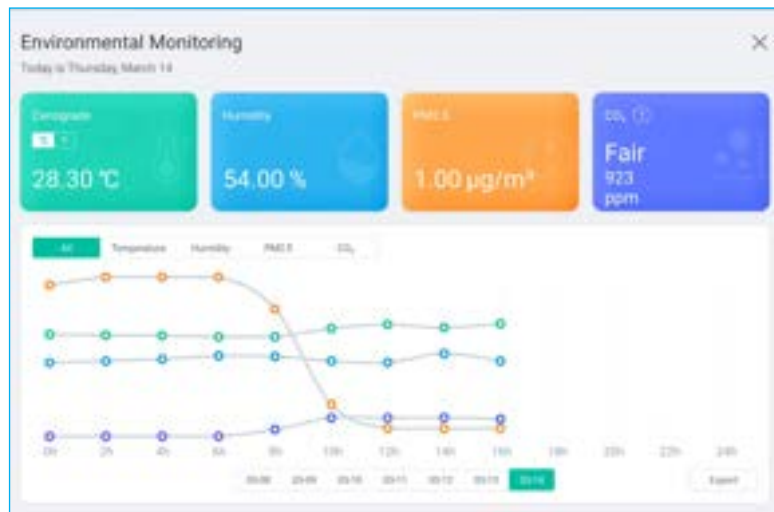 Environmental Monitoring
Today is Thursday, March 14
Centigrade
°C °F
28.30 °C
Humidity
54.00 %
PM2.5
1.00 µg/m³
CO₂
Fair
923
ppm
All Temperature Humidity PM2.5 CO₂
0h 2h 4h 6h 8h 10h 12h 14h 16h 18h 20h 22h 24h
03-08 03-09 03-10 03-11 03-12 03-13 03-14
Export